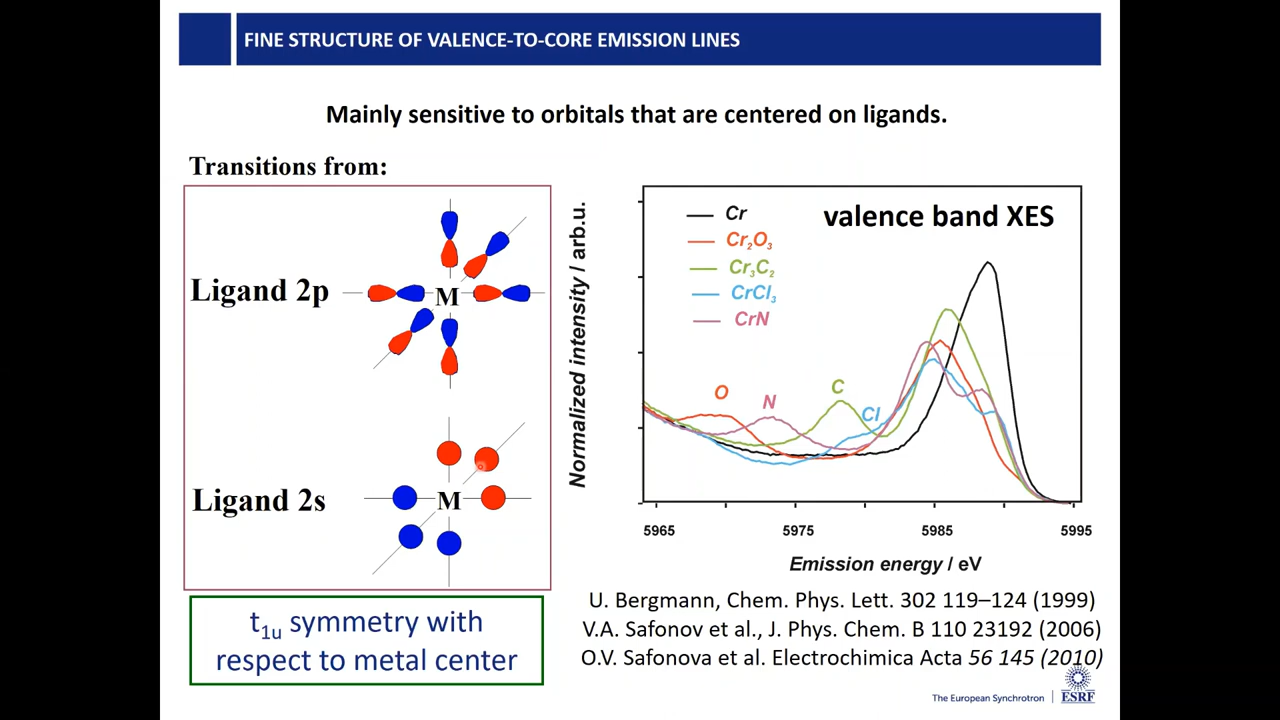 FINE STRUCTURE OF VALENCE-TO-CORE EMISSION LINES
Mainly sensitive to orbitals that are centered on ligands.
Transitions from:
Ligand 2p
M
Ligand 2s
M
t₁ᵤ symmetry with
respect to metal center
Normalized intensity / arb.u.
valence band XES
Cr
Cr₂O₃
Cr₃C₂
CrCl₃
CrN
O
N
C
Cl
5965 5975 5985 5995
Emission energy / eV
U. Bergmann, Chem. Phys. Lett. 302 119–124 (1999)
V.A. Safonov et al., J. Phys. Chem. B 110 23192 (2006)
O.V. Safonova et al. Electrochimica Acta 56 145 (2010)
The European Synchrotron
ESRF